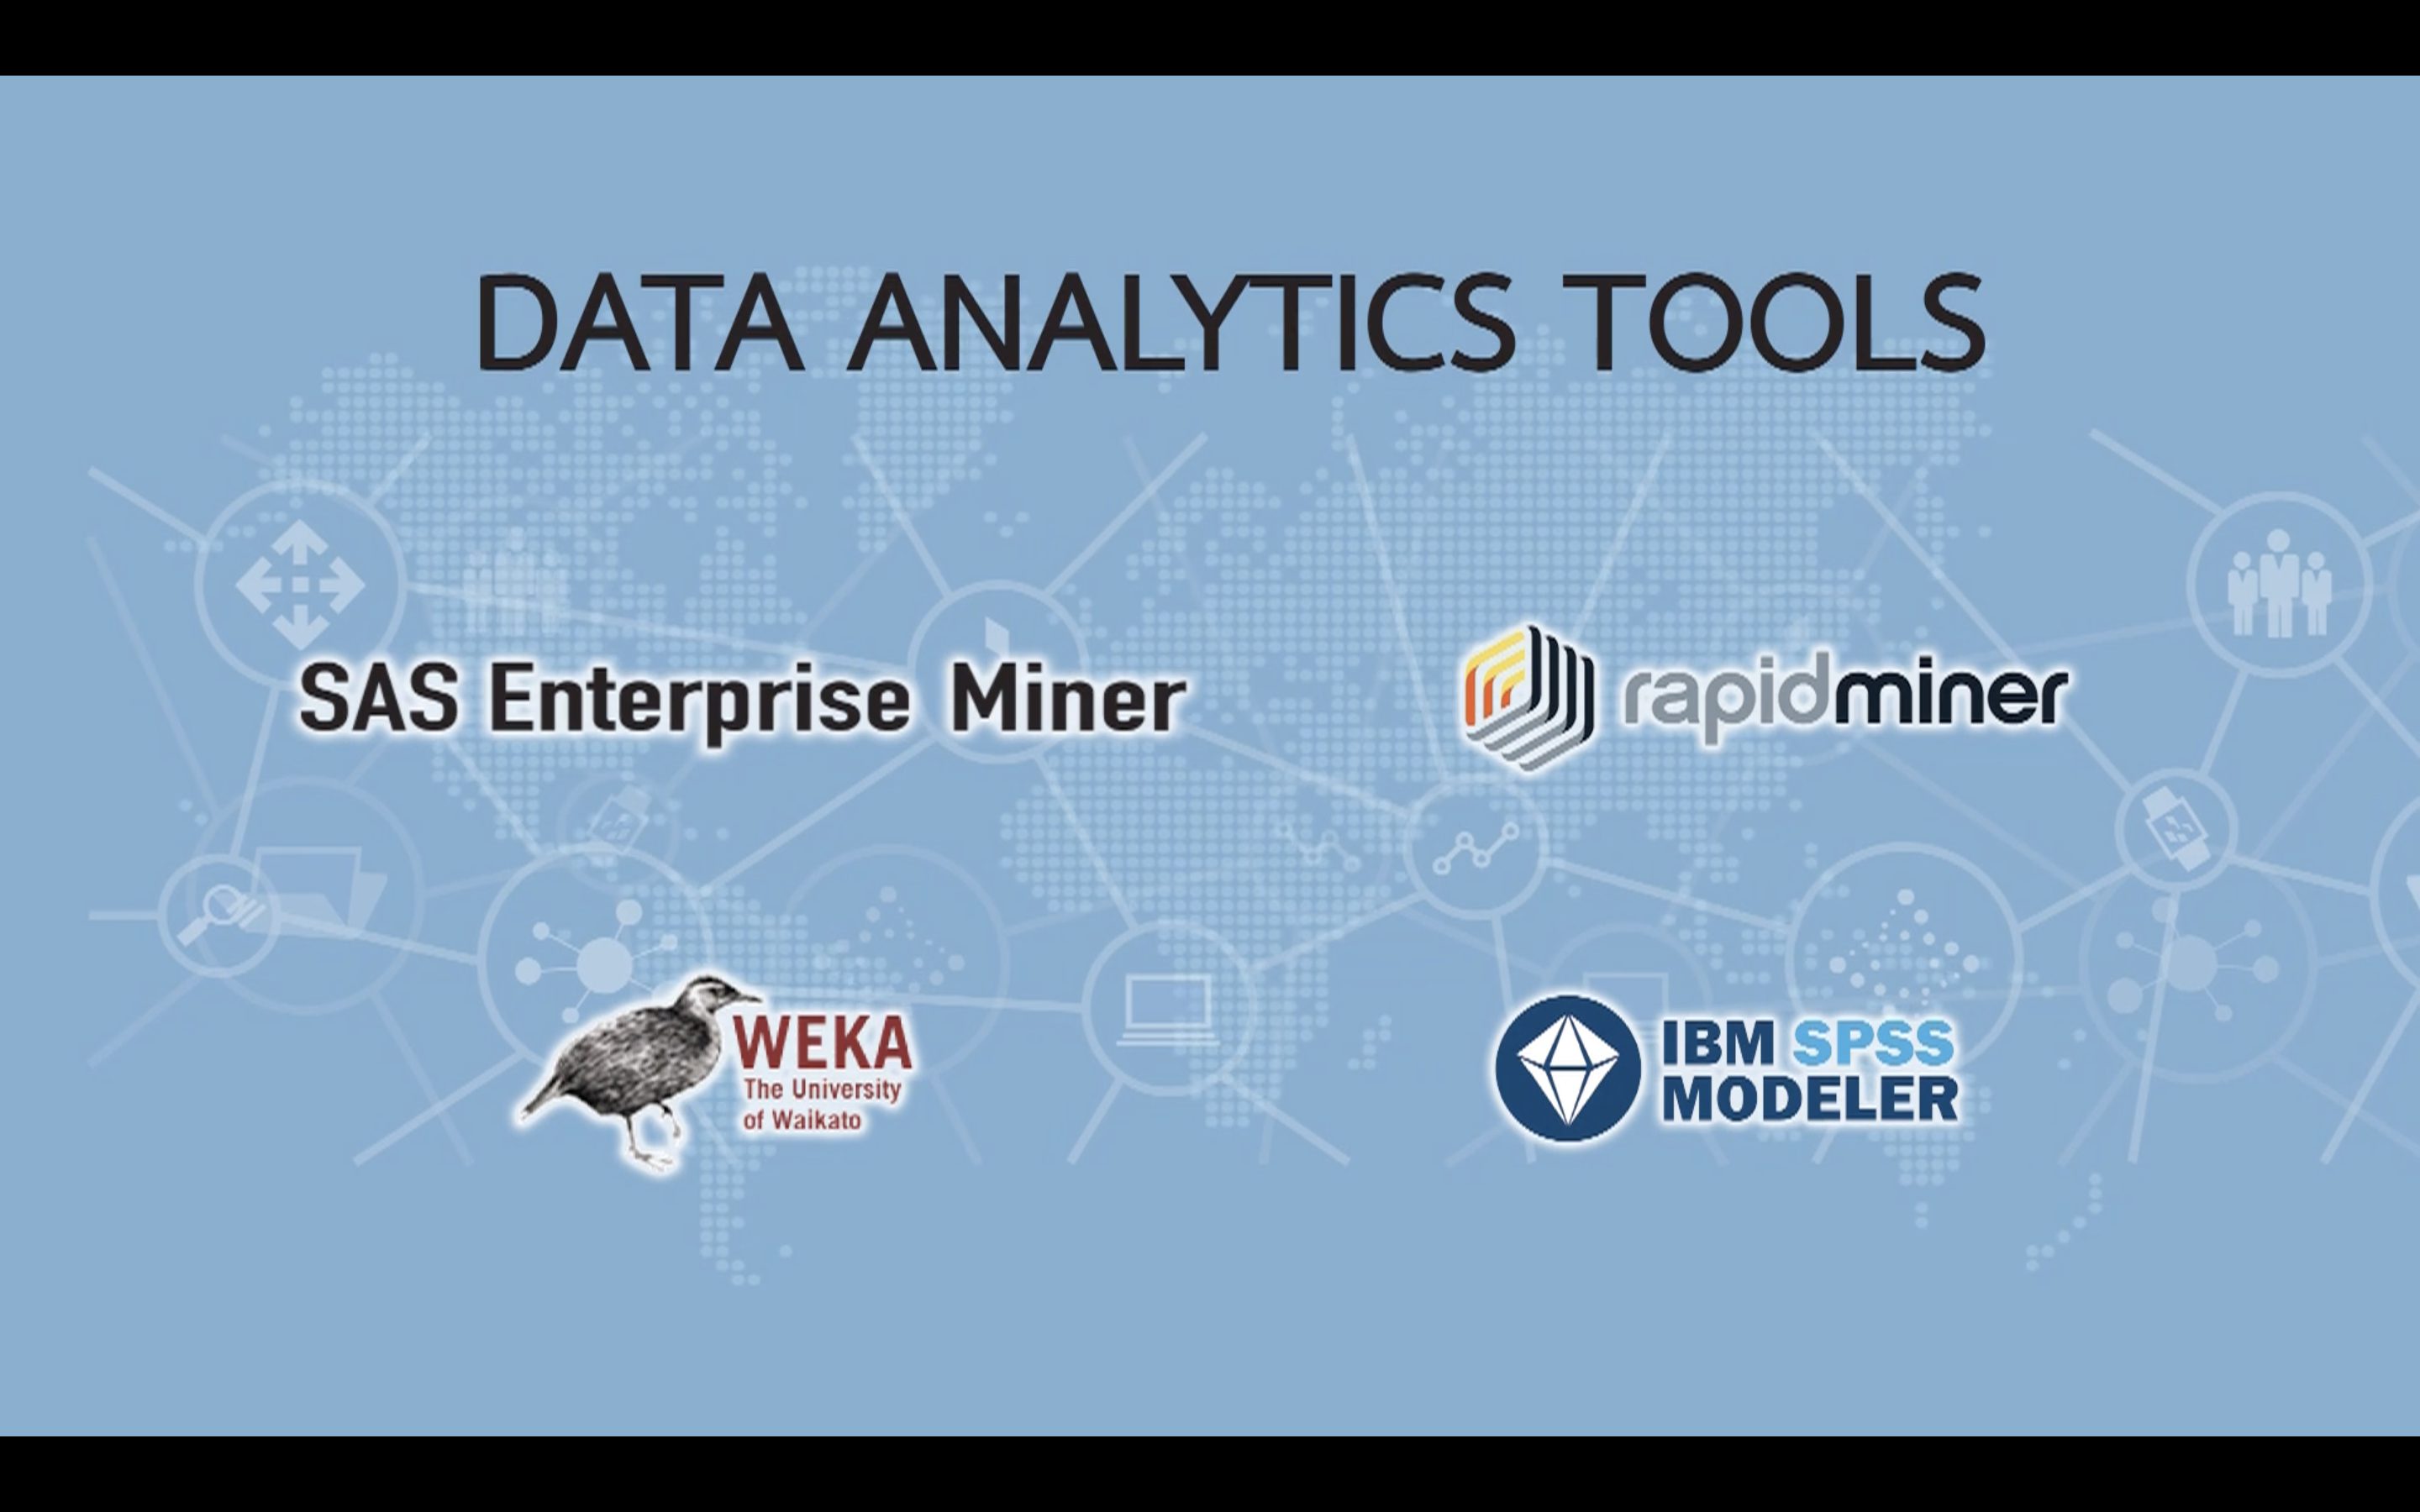 DATA ANALYTICS TOOLS
SAS Enterprise Miner
rapidminer
WEKA
The University
of Waikato
IBM SPSS
MODELER